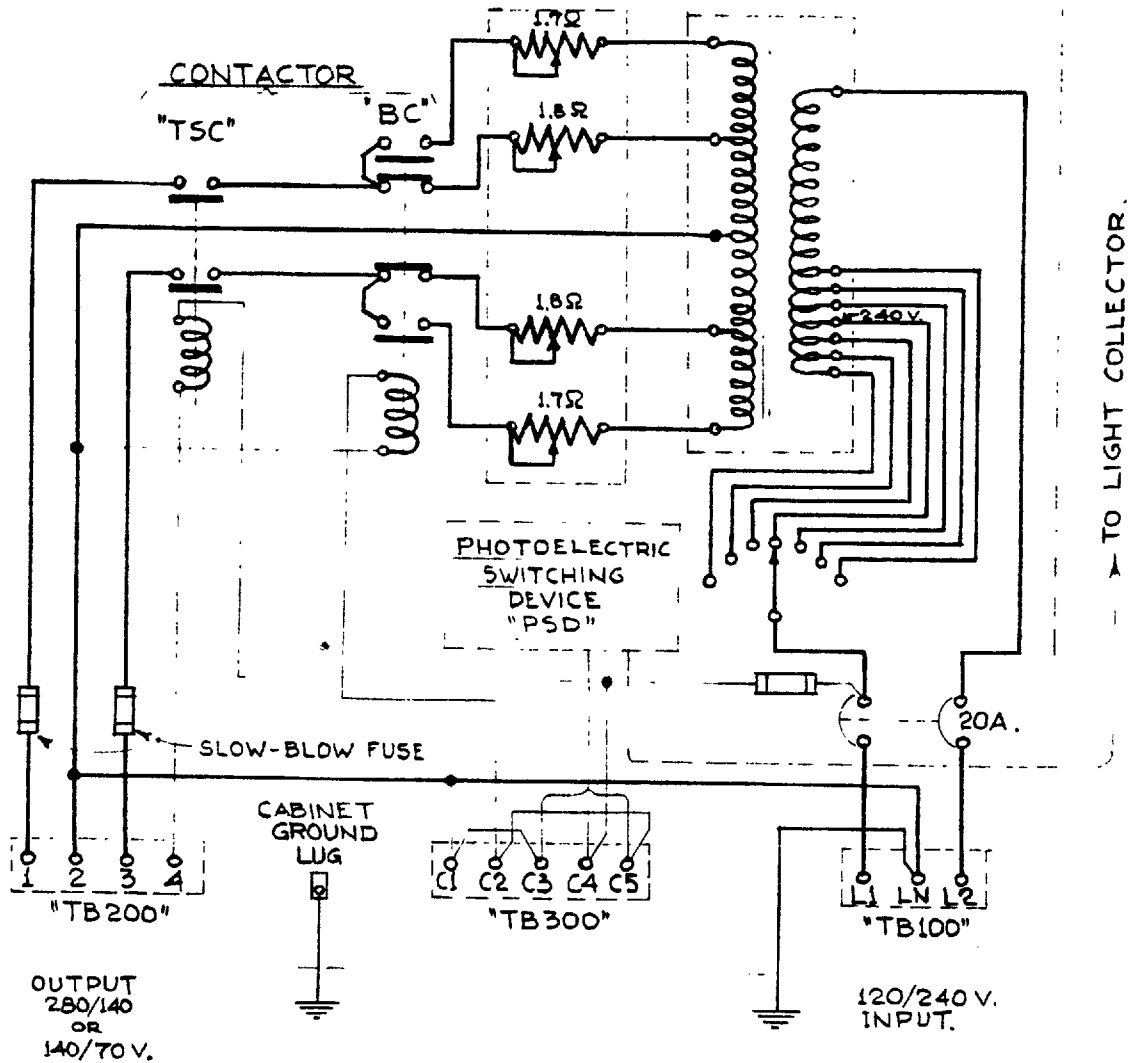 1.7Ω
CONTACTOR
"BC"
"TSC"
1.8Ω
1.8Ω
240 V.
1.7Ω
TO LIGHT COLLECTOR.
PHOTOELECTRIC
SWITCHING
DEVICE
"PSD"
20A.
SLOW-BLOW FUSE
CABINET
GROUND
LUG
1 2 3 4
C1 C2 C3 C4 C5
L1 LN L2
"TB200"
"TB300"
"TB100"
OUTPUT
280/140
OR
140/70 V.
120/240 V.
INPUT.